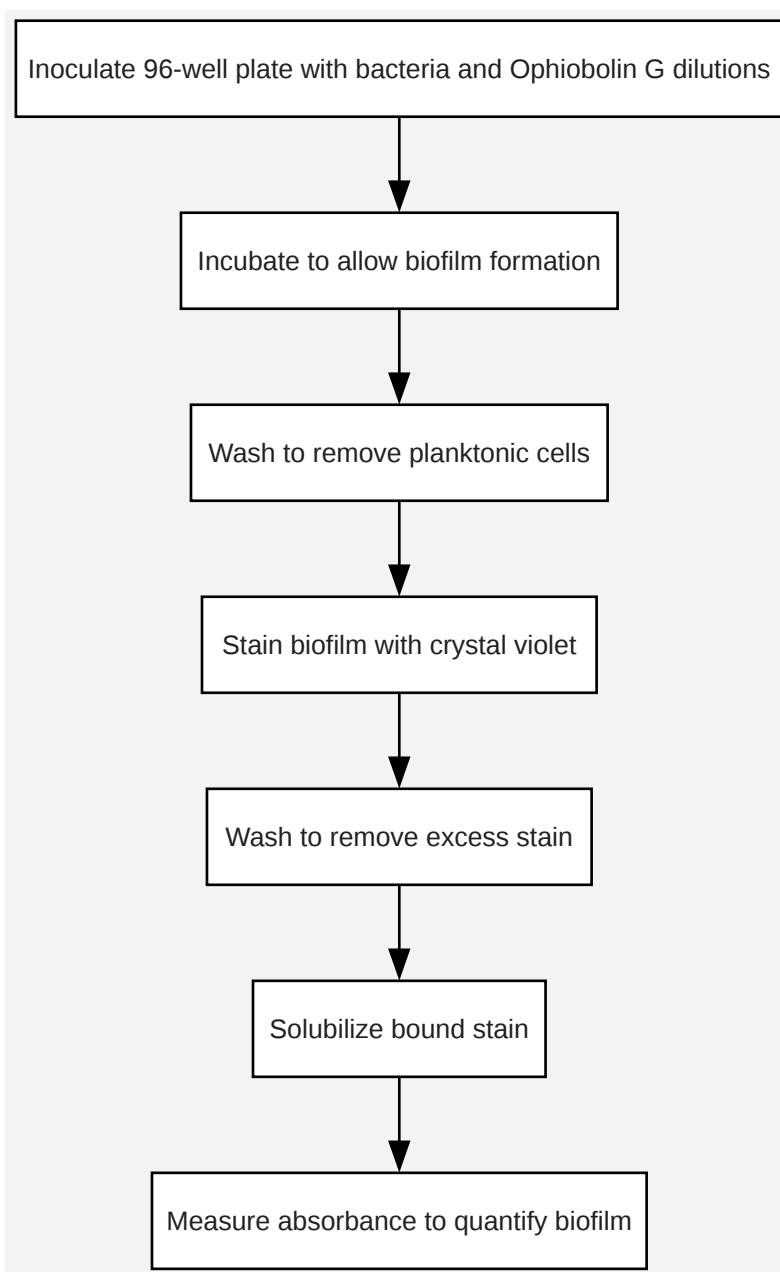 Inoculate 96-well plate with bacteria and Ophiobolin G dilutions
Incubate to allow biofilm formation
Wash to remove planktonic cells
Stain biofilm with crystal violet
Wash to remove excess stain
Solubilize bound stain
Measure absorbance to quantify biofilm